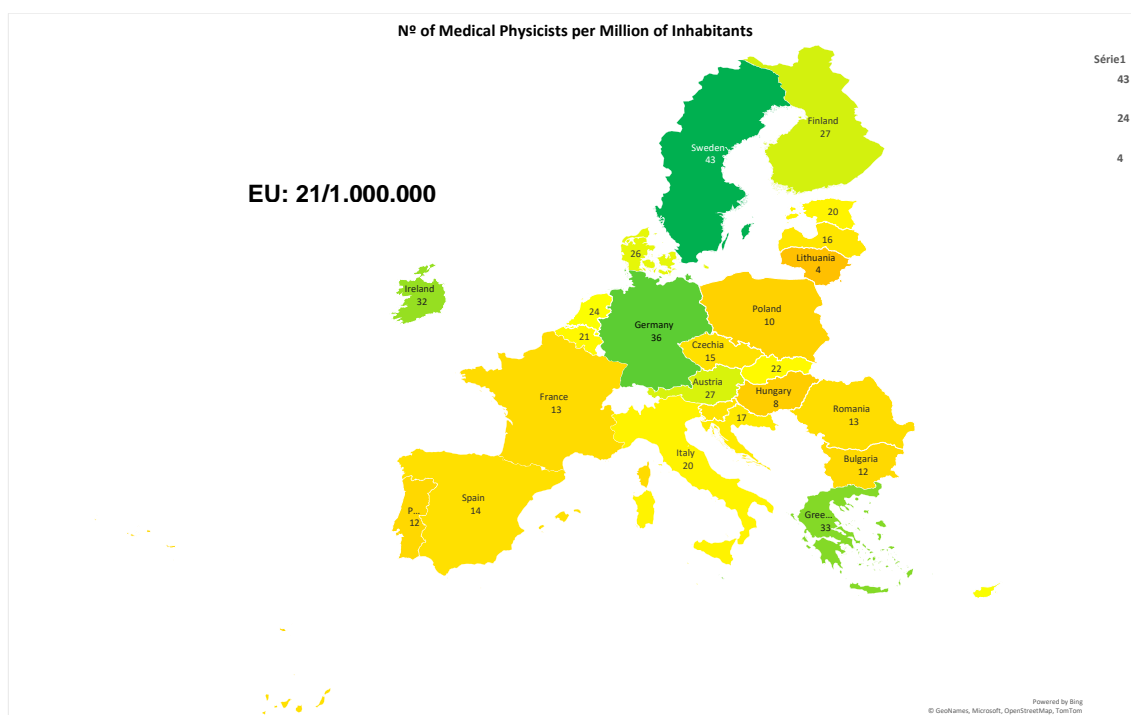 Nº of Medical Physicists per Million of Inhabitants
Série1
43
24
4
EU: 21/1.000.000
Finland
27
Sweden
43
20
16
Lithuania
4
26
Ireland
32
24
21
Germany
36
Poland
10
Czechia
15
22
Austria
27
Hungary
8
France
13
17
Romania
13
Italy
20
Bulgaria
12
Spain
14
P...
12
Gree...
33
Powered by Bing
© GeoNames, Microsoft, OpenStreetMap, TomTom